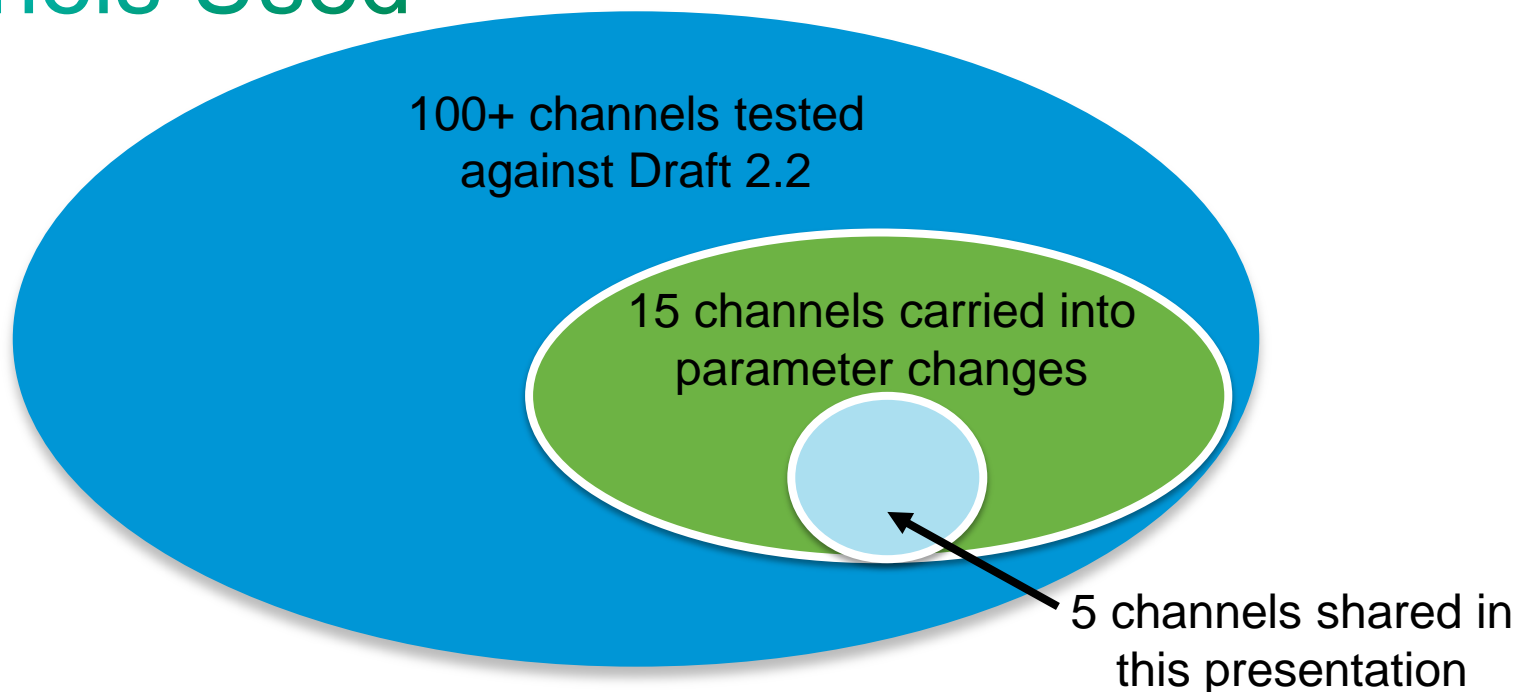 Used
100+ channels tested
against Draft 2.2
15 channels carried into
parameter changes
5 channels shared in
this presentation